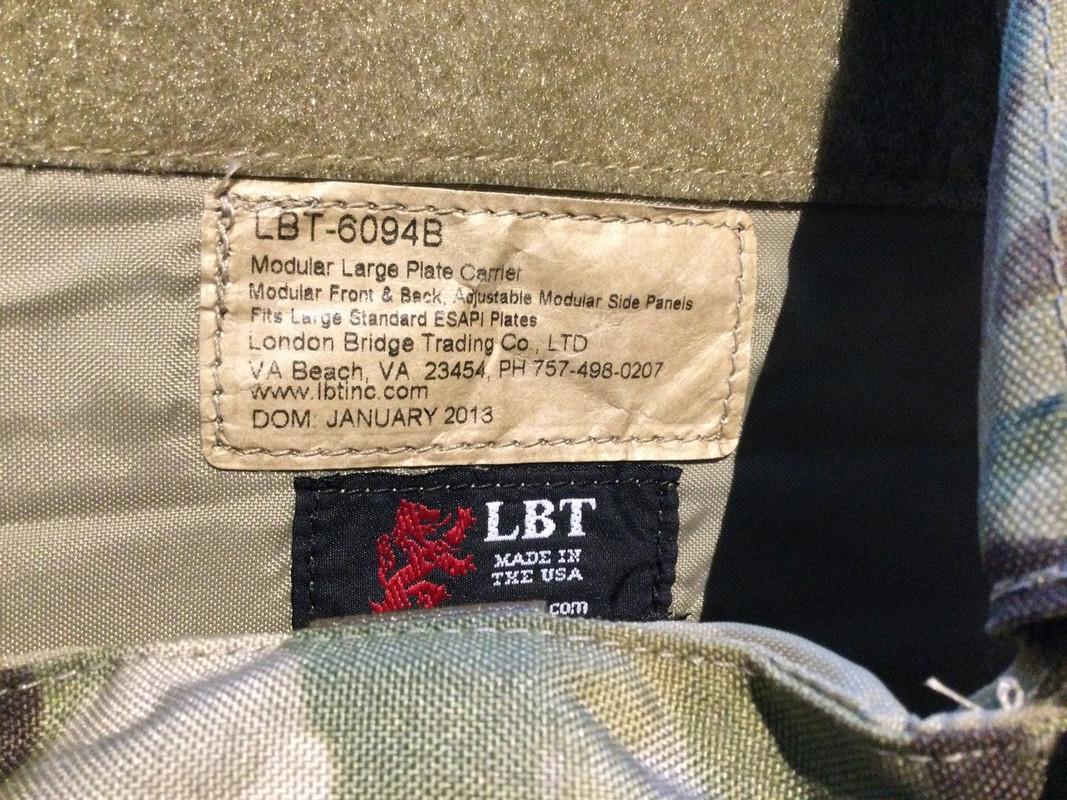 LBT-6094B
Modular Large Plate Carrier
Modular Front & Back, Adjustable Modular Side Panels
Fits Large Standard ESAPI Plates
London Bridge Trading Co., LTD
VA Beach, VA 23454, PH 757-498-0207
www.lbtinc.com
DOM: JANUARY 2013
LBT
MADE IN
THE USA
com